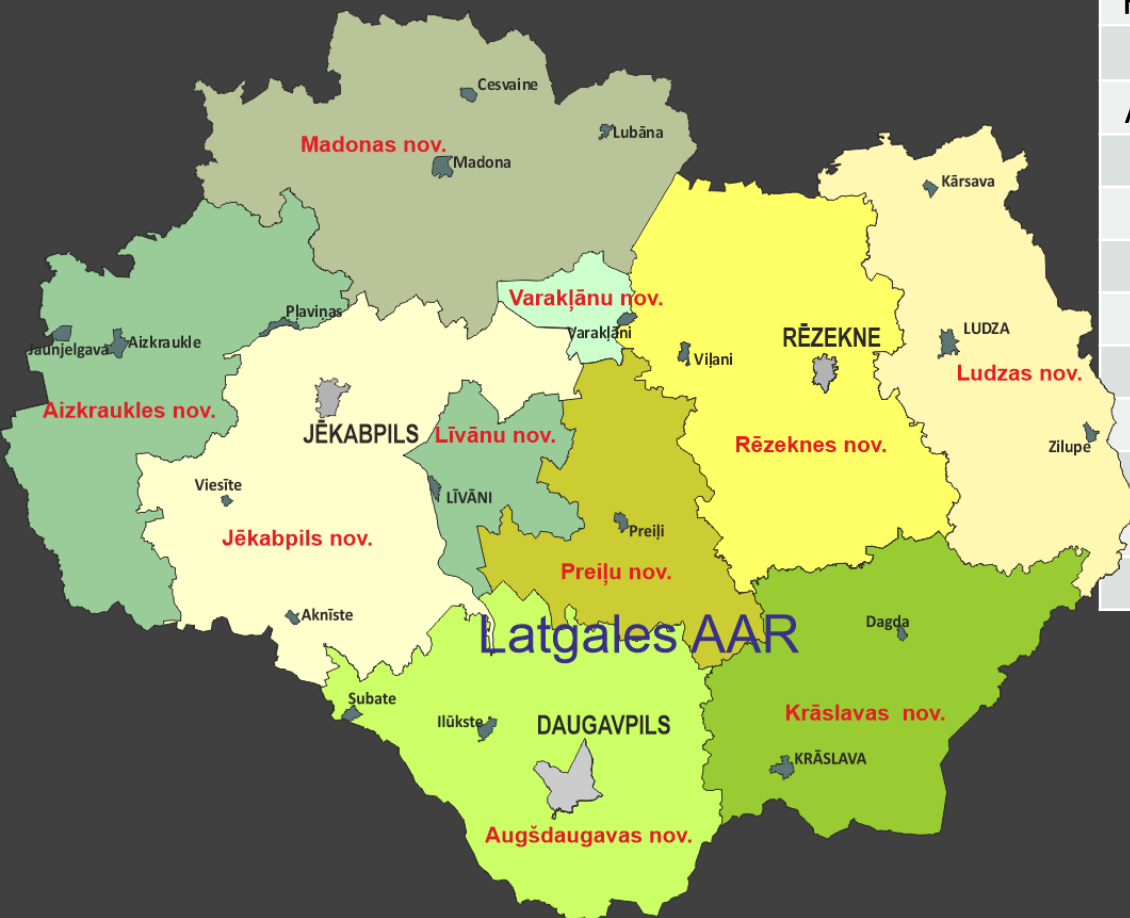 Cesvaine
Lubāna
Madonas nov.
Madona
Kārsava
Varakļānu nov.
Pļaviņas
Varakļāni
Jaunjelgava
Aizkraukle
Viļani
RĒZEKNE
LUDZA
Ludzas nov.
Aizkraukles nov.
JĒKABPILS
Līvānu nov.
Rēzeknes nov.
Zilupe
Viesīte
LĪVĀNI
Jēkabpils nov.
Preiļi
Preiļu nov.
Aknīste
Latgales AAR
Dagda
Subate
Ilūkste
DAUGAVPILS
Krāslavas nov.
KRĀSLAVA
Augšdaugavas nov.